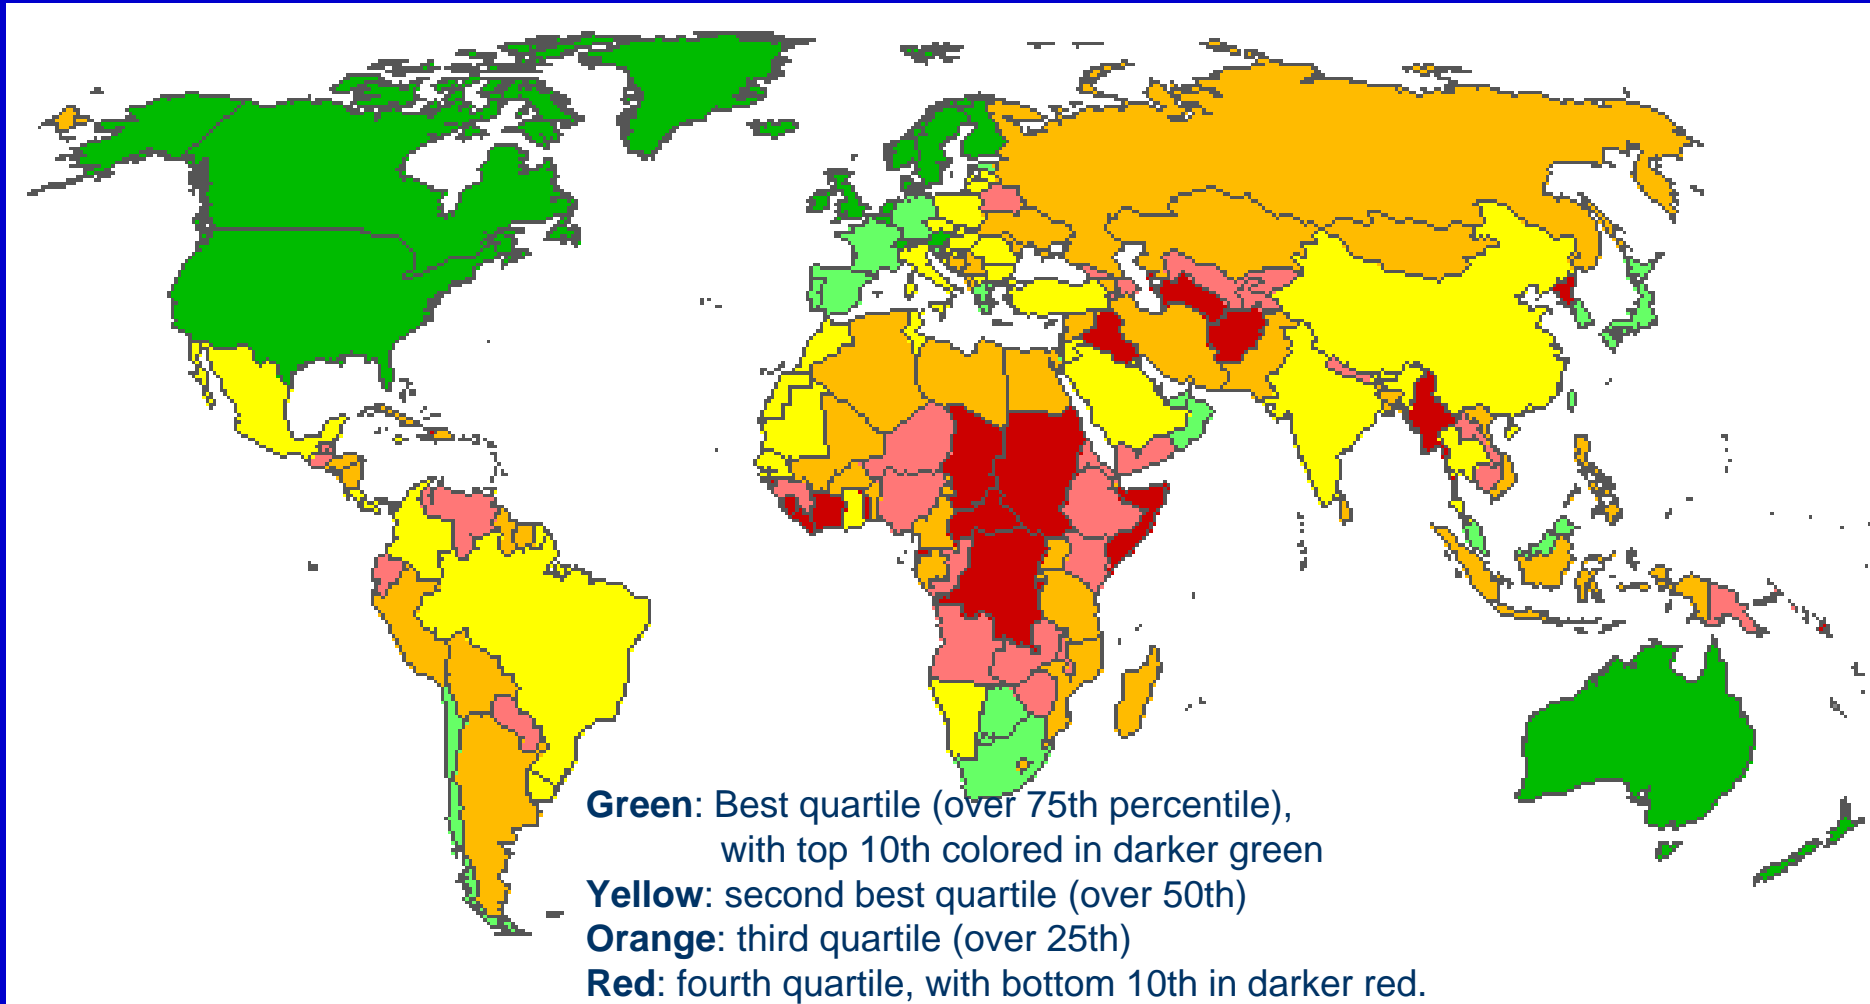 Green: Best quartile (over 75th percentile),
with top 10th colored in darker green
Yellow: second best quartile (over 50th)
Orange: third quartile (over 25th)
Red: fourth quartile, with bottom 10th in darker red.